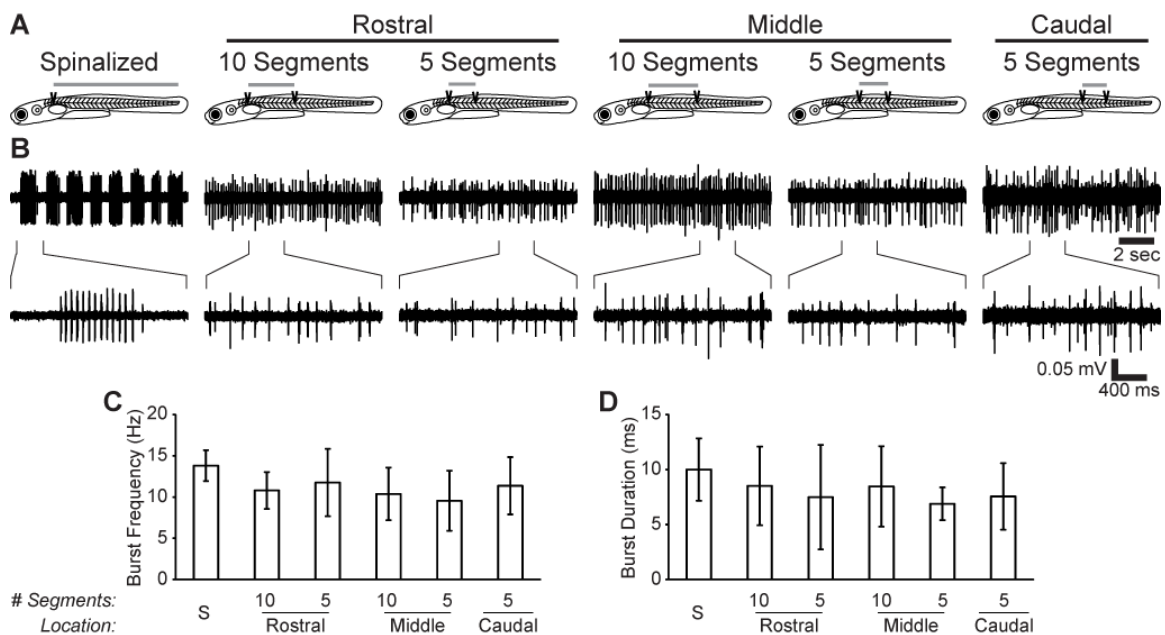 A
Rostral
Middle
Caudal
Spinalized
10 Segments
5 Segments
10 Segments
5 Segments
5 Segments
B
2 sec
0.05 mV
400 ms
C
Burst Frequency (Hz)
20
15
10
5
0
# Segments:
Location:
S
10 5
Rostral
10 5
Middle
5
Caudal
D
Burst Duration (ms)
15
10
5
0
S
10 5
Rostral
10 5
Middle
5
Caudal